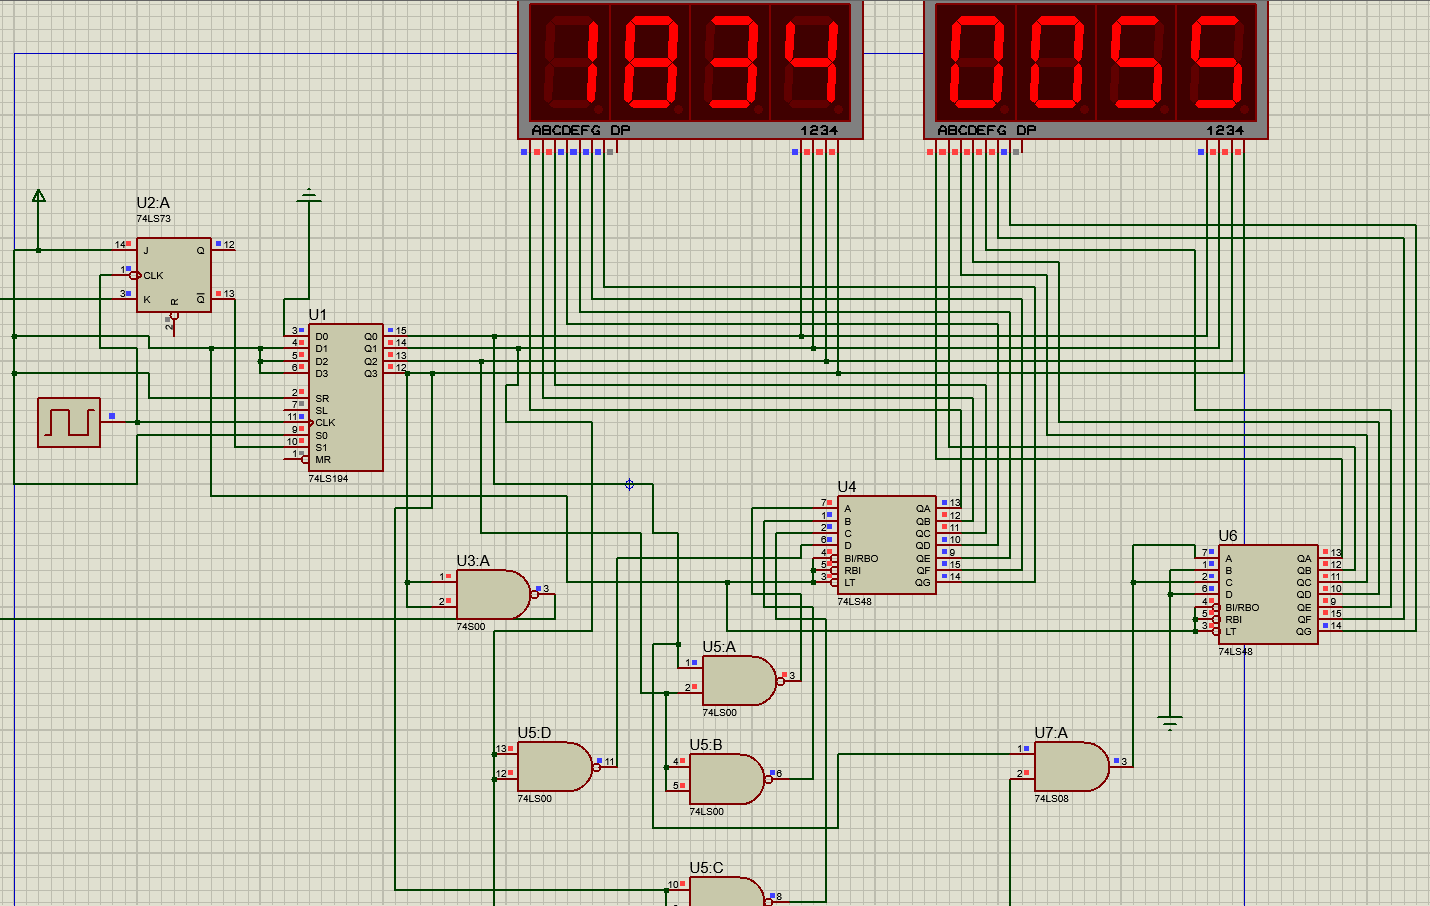 1834
0055
ABCDEFG DP
1234
ABCDEFG DP
1234
U2:A
74LS73
14 J Q 12
1 CLK
3 K Q 13
R
2
U1
3 D0 Q0 15
4 D1 Q1 14
5 D2 Q2 13
6 D3 Q3 12
2 SR
7 SL
11 CLK
9 S0
10 S1
1 MR
74LS194
U4
7 A QA 13
1 B QB 12
2 C QC 11
6 D QD 10
4 BI/RBO QE 9
5 RBI QF 15
3 LT QG 14
74LS48
U6
7 A QA 13
1 B QB 12
2 C QC 11
6 D QD 10
4 BI/RBO QE 9
5 RBI QF 15
3 LT QG 14
74LS48
U3:A
1
2
3
74S00
U5:A
1
2
3
74LS00
U5:D
13
12
11
74LS00
U5:B
4
5
6
74LS00
U7:A
1
2
3
74LS08
U5:C
10
8